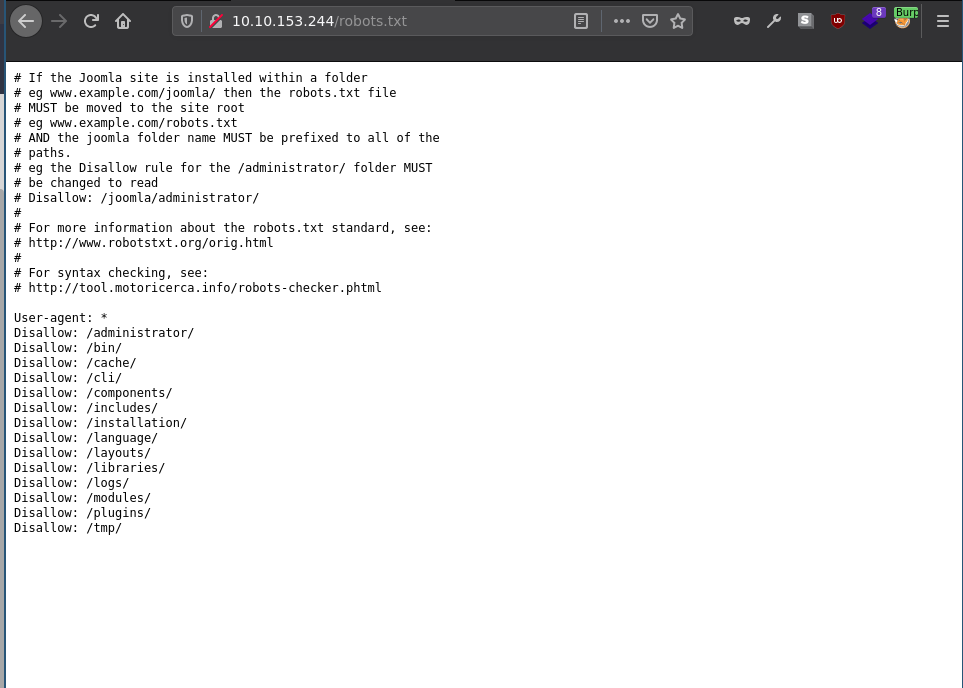 10.10.153.244/robots.txt
S
UD
8
Burp
# If the Joomla site is installed within a folder
# eg www.example.com/joomla/ then the robots.txt file
# MUST be moved to the site root
# eg www.example.com/robots.txt
# AND the joomla folder name MUST be prefixed to all of the
# paths.
# eg the Disallow rule for the /administrator/ folder MUST
# be changed to read
# Disallow: /joomla/administrator/
#
# For more information about the robots.txt standard, see:
# http://www.robotstxt.org/orig.html
#
# For syntax checking, see:
# http://tool.motoricerca.info/robots-checker.phtml

User-agent: *
Disallow: /administrator/
Disallow: /bin/
Disallow: /cache/
Disallow: /cli/
Disallow: /components/
Disallow: /includes/
Disallow: /installation/
Disallow: /language/
Disallow: /layouts/
Disallow: /libraries/
Disallow: /logs/
Disallow: /modules/
Disallow: /plugins/
Disallow: /tmp/